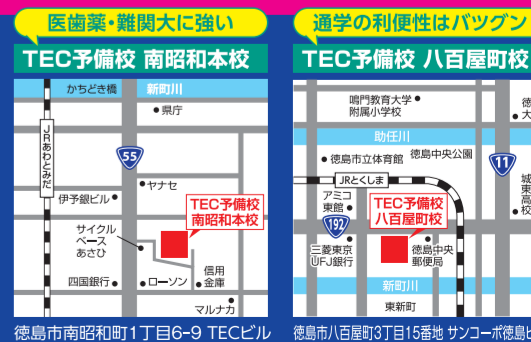 医歯薬・難関大に強い
TEC予備校 南昭和本校
かちどき橋
新町川
県庁
JRあわとみだ
55
ヤナセ
伊予銀ビル
TEC予備校
南昭和本校
サイクル
ベース
あさひ
四国銀行
ローソン
信用
金庫
マルナカ
徳島市南昭和町1丁目6-9 TECビル
通学の利便性はバツグン
TEC予備校 八百屋町校
鳴門教育大学
附属小学校
助任川
徳島市立体育館
徳島中央公園
11
JRとくしま
アミコ
東館
192
TEC予備校
八百屋町校
城東高校
三菱東京
UFJ銀行
徳島中央
郵便局
新町川
東新町
徳島市八百屋町3丁目15番地 サンコーポ徳島ビ